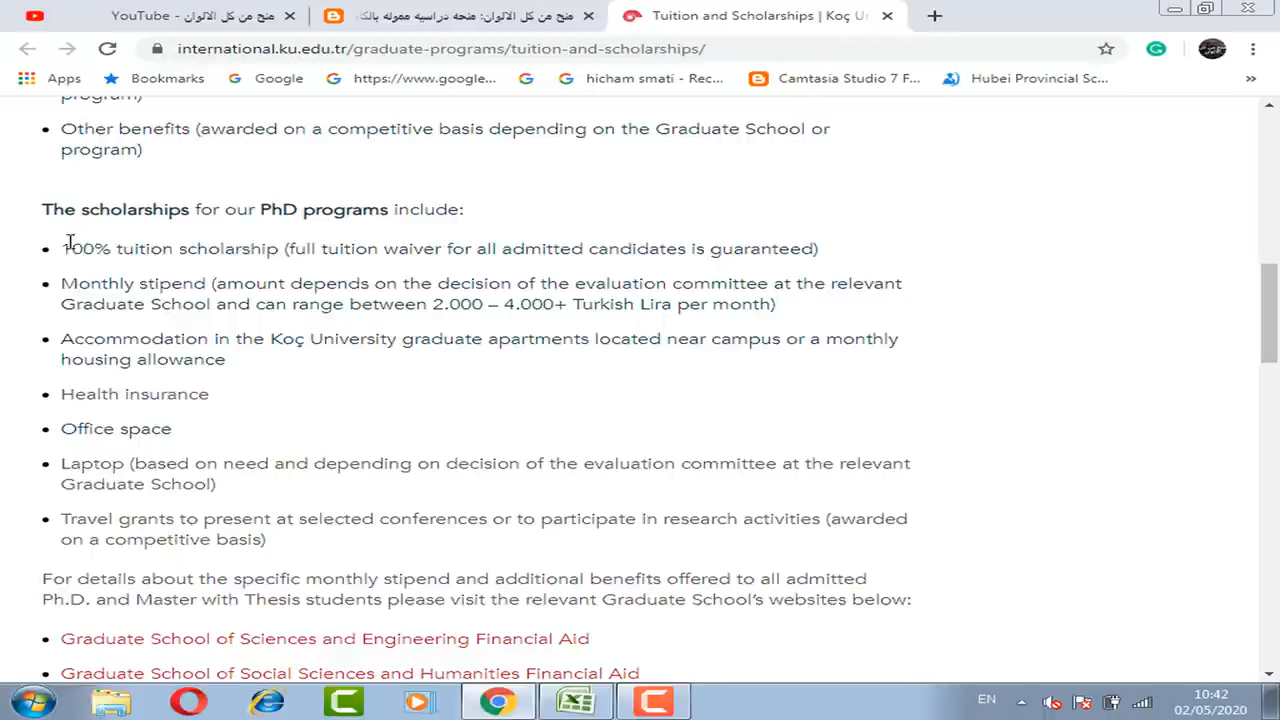 YouTube - منح من كل الالوان
منح من كل الالوان: منحة دراسيه مموله بالكا
Tuition and Scholarships | Koç U
international.ku.edu.tr/graduate-programs/tuition-and-scholarships/
Apps Bookmarks Google https://www.google... hicham smati - Rec... Camtasia Studio 7 F... Hubei Provincial Sc... »
program)
• Other benefits (awarded on a competitive basis depending on the Graduate School or
program)
The scholarships for our PhD programs include:
• 100% tuition scholarship (full tuition waiver for all admitted candidates is guaranteed)
• Monthly stipend (amount depends on the decision of the evaluation committee at the relevant
Graduate School and can range between 2.000 – 4.000+ Turkish Lira per month)
• Accommodation in the Koç University graduate apartments located near campus or a monthly
housing allowance
• Health insurance
• Office space
• Laptop (based on need and depending on decision of the evaluation committee at the relevant
Graduate School)
• Travel grants to present at selected conferences or to participate in research activities (awarded
on a competitive basis)
For details about the specific monthly stipend and additional benefits offered to all admitted
Ph.D. and Master with Thesis students please visit the relevant Graduate School's websites below:
• Graduate School of Sciences and Engineering Financial Aid
• Graduate School of Social Sciences and Humanities Financial Aid
EN
10:42
02/05/2020